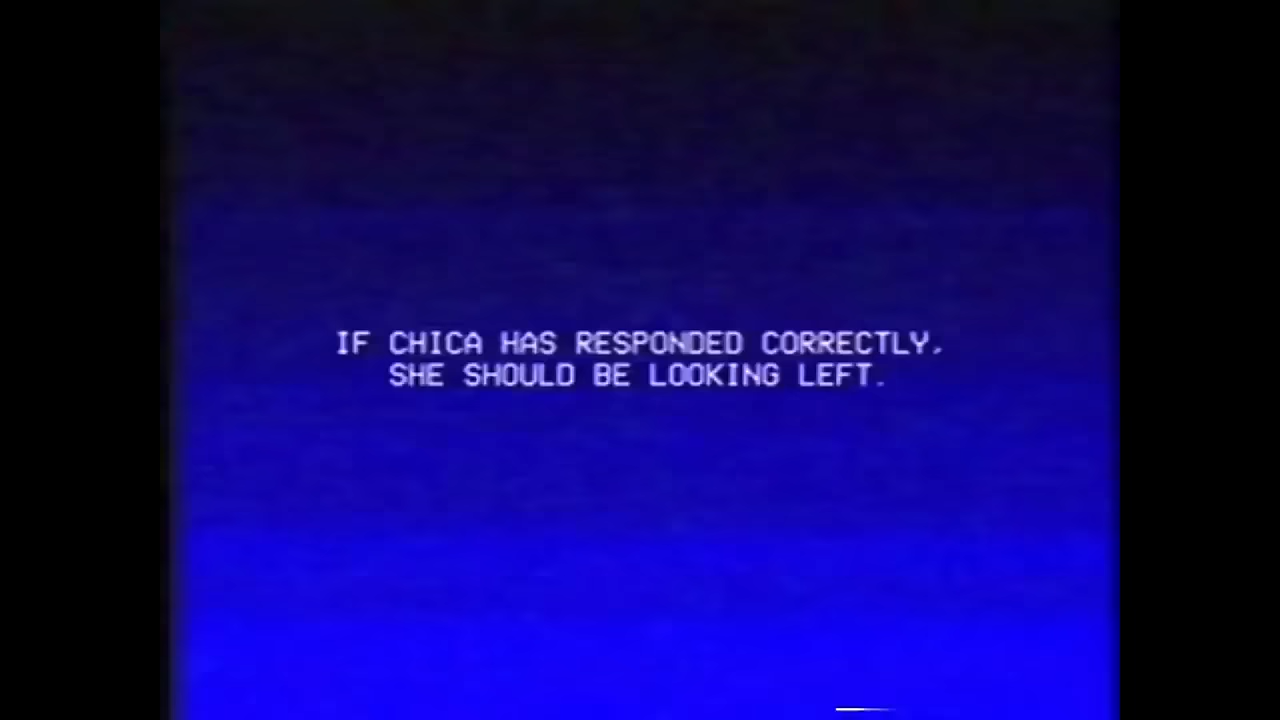 IF CHICA HAS RESPONDED CORRECTLY,
SHE SHOULD BE LOOKING LEFT.